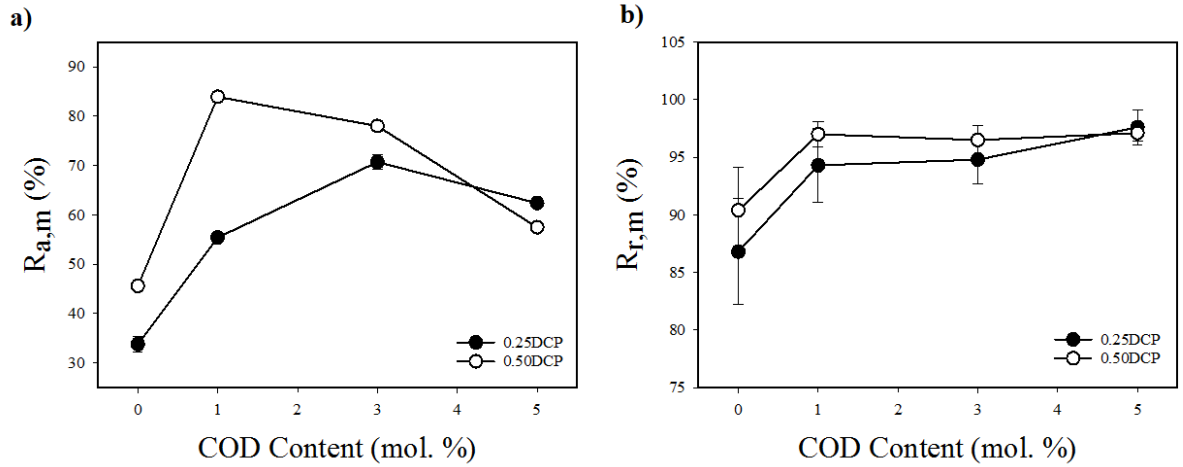 a)
90
80
70
60
50
40
30
R a,m (%)
0 1 2 3 4 5
COD Content (mol. %)
0.25DCP
0.50DCP
b)
105
100
95
90
85
80
75
R r,m (%)
0 1 2 3 4 5
COD Content (mol. %)
0.25DCP
0.50DCP